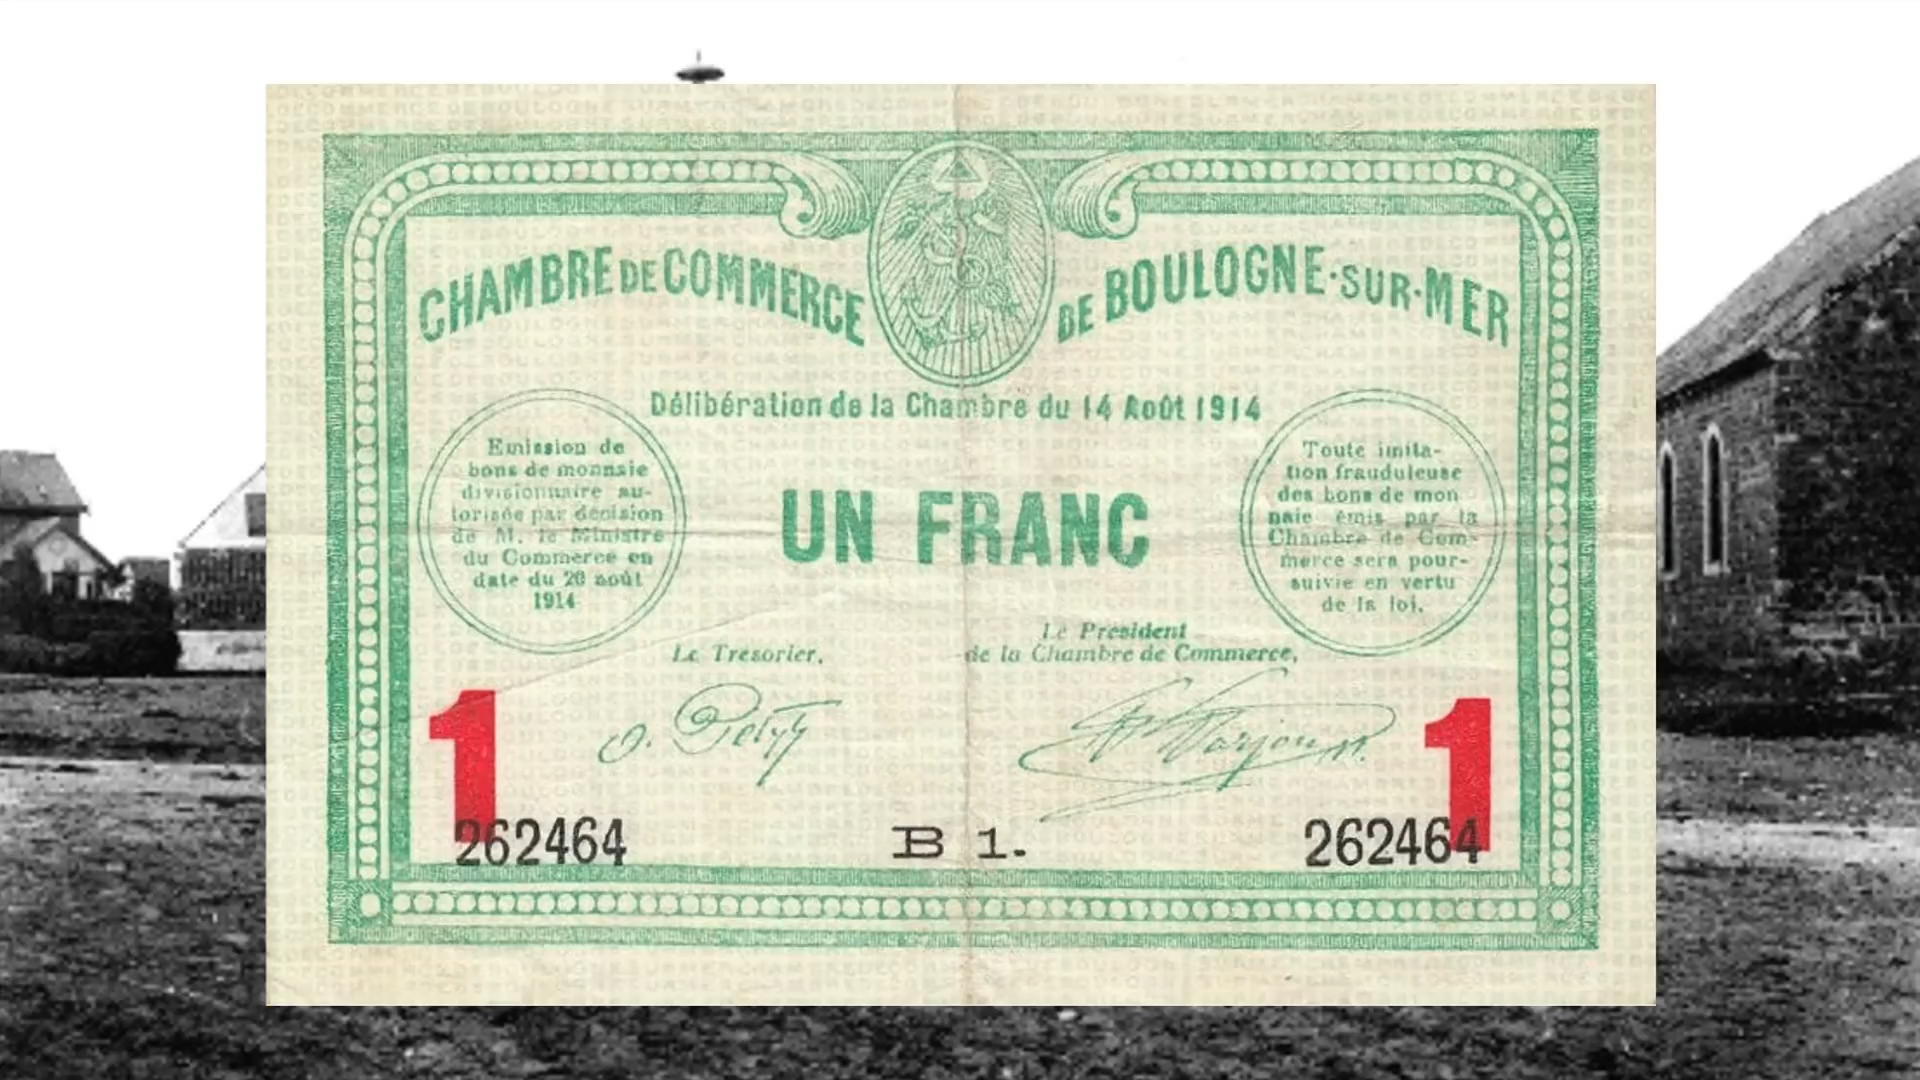 CHAMBRE DE COMMERCE DE BOULOGNE-SUR-MER
Délibération de la Chambre du 14 Août 1914
Emission de
bons de monnaie
divisionnaire au-
torisée par décision
de M. le Ministre
du Commerce en
date du 20 août
1914
UN FRANC
Toute imita-
tion frauduleuse
des bons de mon
naie émis par la
Chambre de Com-
merce sera pour-
suivie en vertu
de la loi.
Le Tresorier,
Le President
de la Chambre de Commerce,
1
1
262464
B 1.
262464